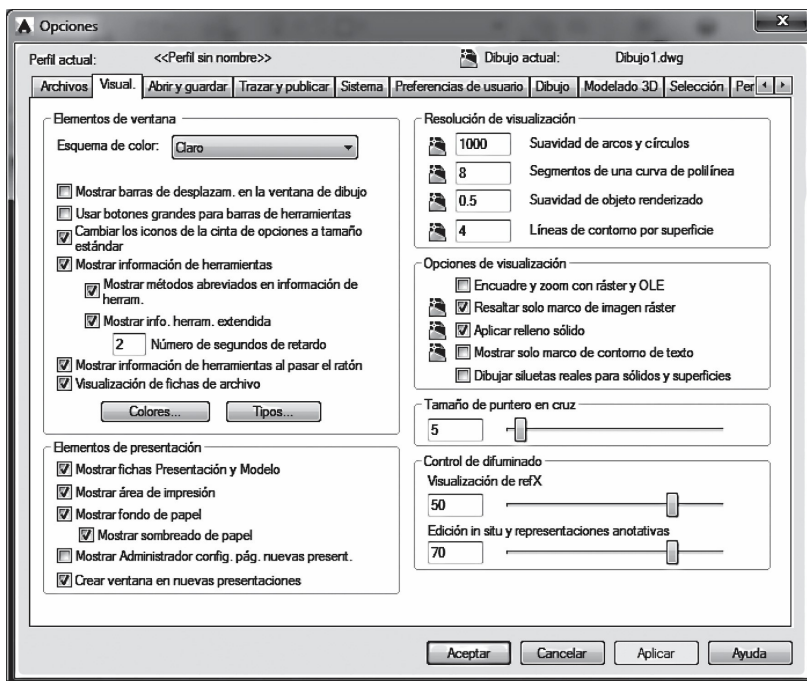 Opciones
Perfil actual: <<Perfil sin nombre>> Dibujo actual: Dibujo1.dwg
Archivos Visual. Abrir y guardar Trazar y publicar Sistema Preferencias de usuario Dibujo Modelado 3D Selección Per
Elementos de ventana
Esquema de color: Claro
Mostrar barras de desplazam. en la ventana de dibujo
Usar botones grandes para barras de herramientas
Cambiar los iconos de la cinta de opciones a tamaño
estándar
Mostrar información de herramientas
Mostrar métodos abreviados en información de
herram.
Mostrar info. herram. extendida
2 Número de segundos de retardo
Mostrar información de herramientas al pasar el ratón
Visualización de fichas de archivo
Colores... Tipos...
Elementos de presentación
Mostrar fichas Presentación y Modelo
Mostrar área de impresión
Mostrar fondo de papel
Mostrar sombreado de papel
Mostrar Administrador config. pág. nuevas present.
Crear ventana en nuevas presentaciones
Resolución de visualización
1000 Suavidad de arcos y círculos
8 Segmentos de una curva de polilínea
0.5 Suavidad de objeto renderizado
4 Líneas de contorno por superficie
Opciones de visualización
Encuadre y zoom con ráster y OLE
Resaltar solo marco de imagen ráster
Aplicar relleno sólido
Mostrar solo marco de contorno de texto
Dibujar siluetas reales para sólidos y superficies
Tamaño de puntero en cruz
5
Control de difuminado
Visualización de refX
50
Edición in situ y representaciones anotativas
70
Aceptar Cancelar Aplicar Ayuda